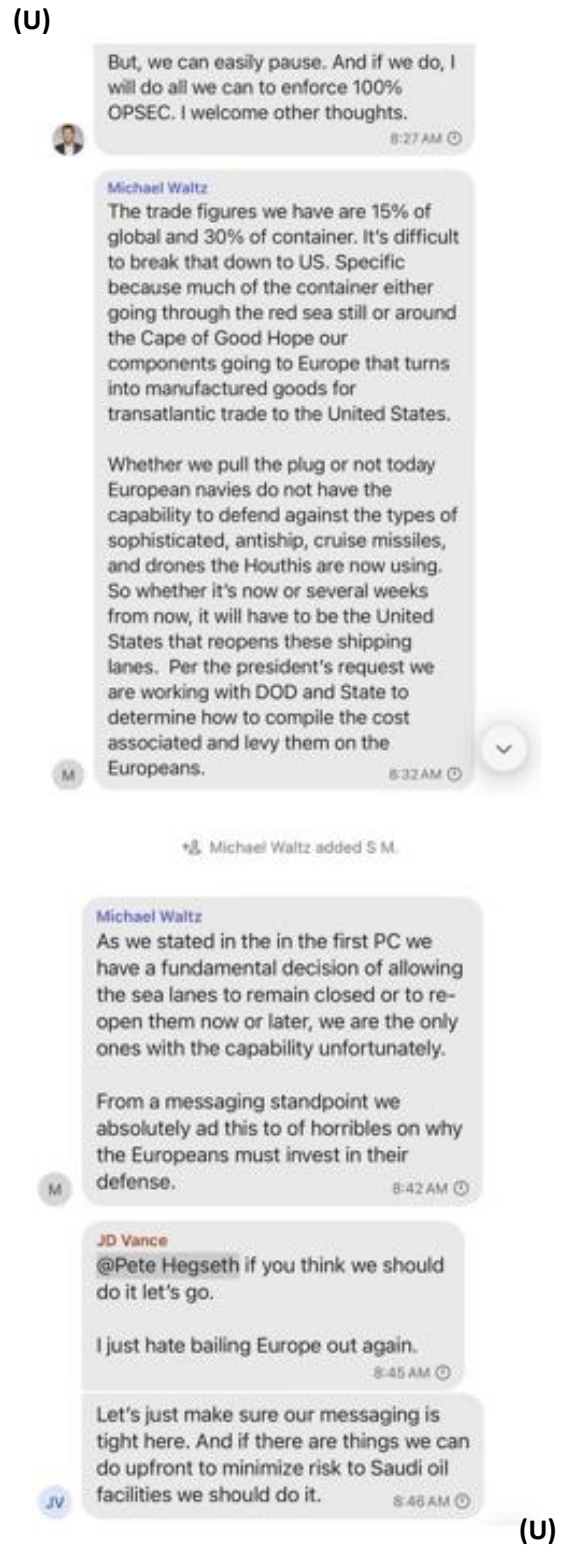 (U)
But, we can easily pause. And if we do, I
will do all we can to enforce 100%
OPSEC. I welcome other thoughts.
8:27 AM
Michael Waltz
The trade figures we have are 15% of
global and 30% of container. It's difficult
to break that down to US. Specific
because much of the container either
going through the red sea still or around
the Cape of Good Hope our
components going to Europe that turns
into manufactured goods for
transatlantic trade to the United States.
Whether we pull the plug or not today
European navies do not have the
capability to defend against the types of
sophisticated, antiship, cruise missiles,
and drones the Houthis are now using.
So whether it's now or several weeks
from now, it will have to be the United
States that reopens these shipping
lanes. Per the president's request we
are working with DOD and State to
determine how to compile the cost
associated and levy them on the
Europeans.
M
8:32 AM
Michael Waltz added S M.
Michael Waltz
As we stated in the in the first PC we
have a fundamental decision of allowing
the sea lanes to remain closed or to re-
open them now or later, we are the only
ones with the capability unfortunately.
From a messaging standpoint we
absolutely ad this to of horribles on why
the Europeans must invest in their
defense.
M
8:42 AM
JD Vance
@Pete Hegseth if you think we should
do it let's go.
I just hate bailing Europe out again.
8:45 AM
Let's just make sure our messaging is
tight here. And if there are things we can
do upfront to minimize risk to Saudi oil
facilities we should do it.
JV
8:46 AM
(U)